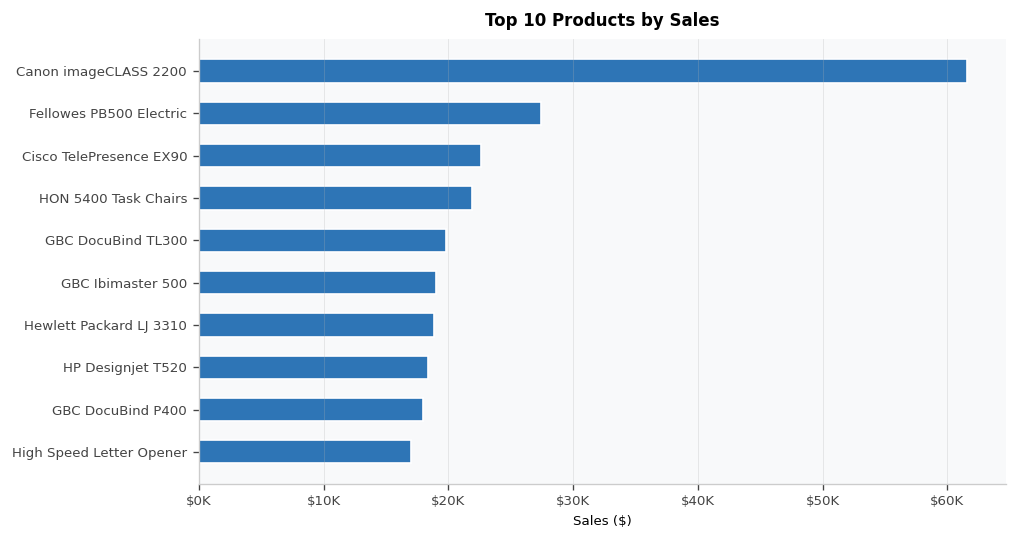 Top 10 Products by Sales
Canon imageCLASS 2200
Fellowes PB500 Electric
Cisco TelePresence EX90
HON 5400 Task Chairs
GBC DocuBind TL300
GBC Ibimaster 500
Hewlett Packard LJ 3310
HP Designjet T520
GBC DocuBind P400
High Speed Letter Opener
$0K $10K $20K $30K $40K $50K $60K
Sales ($)